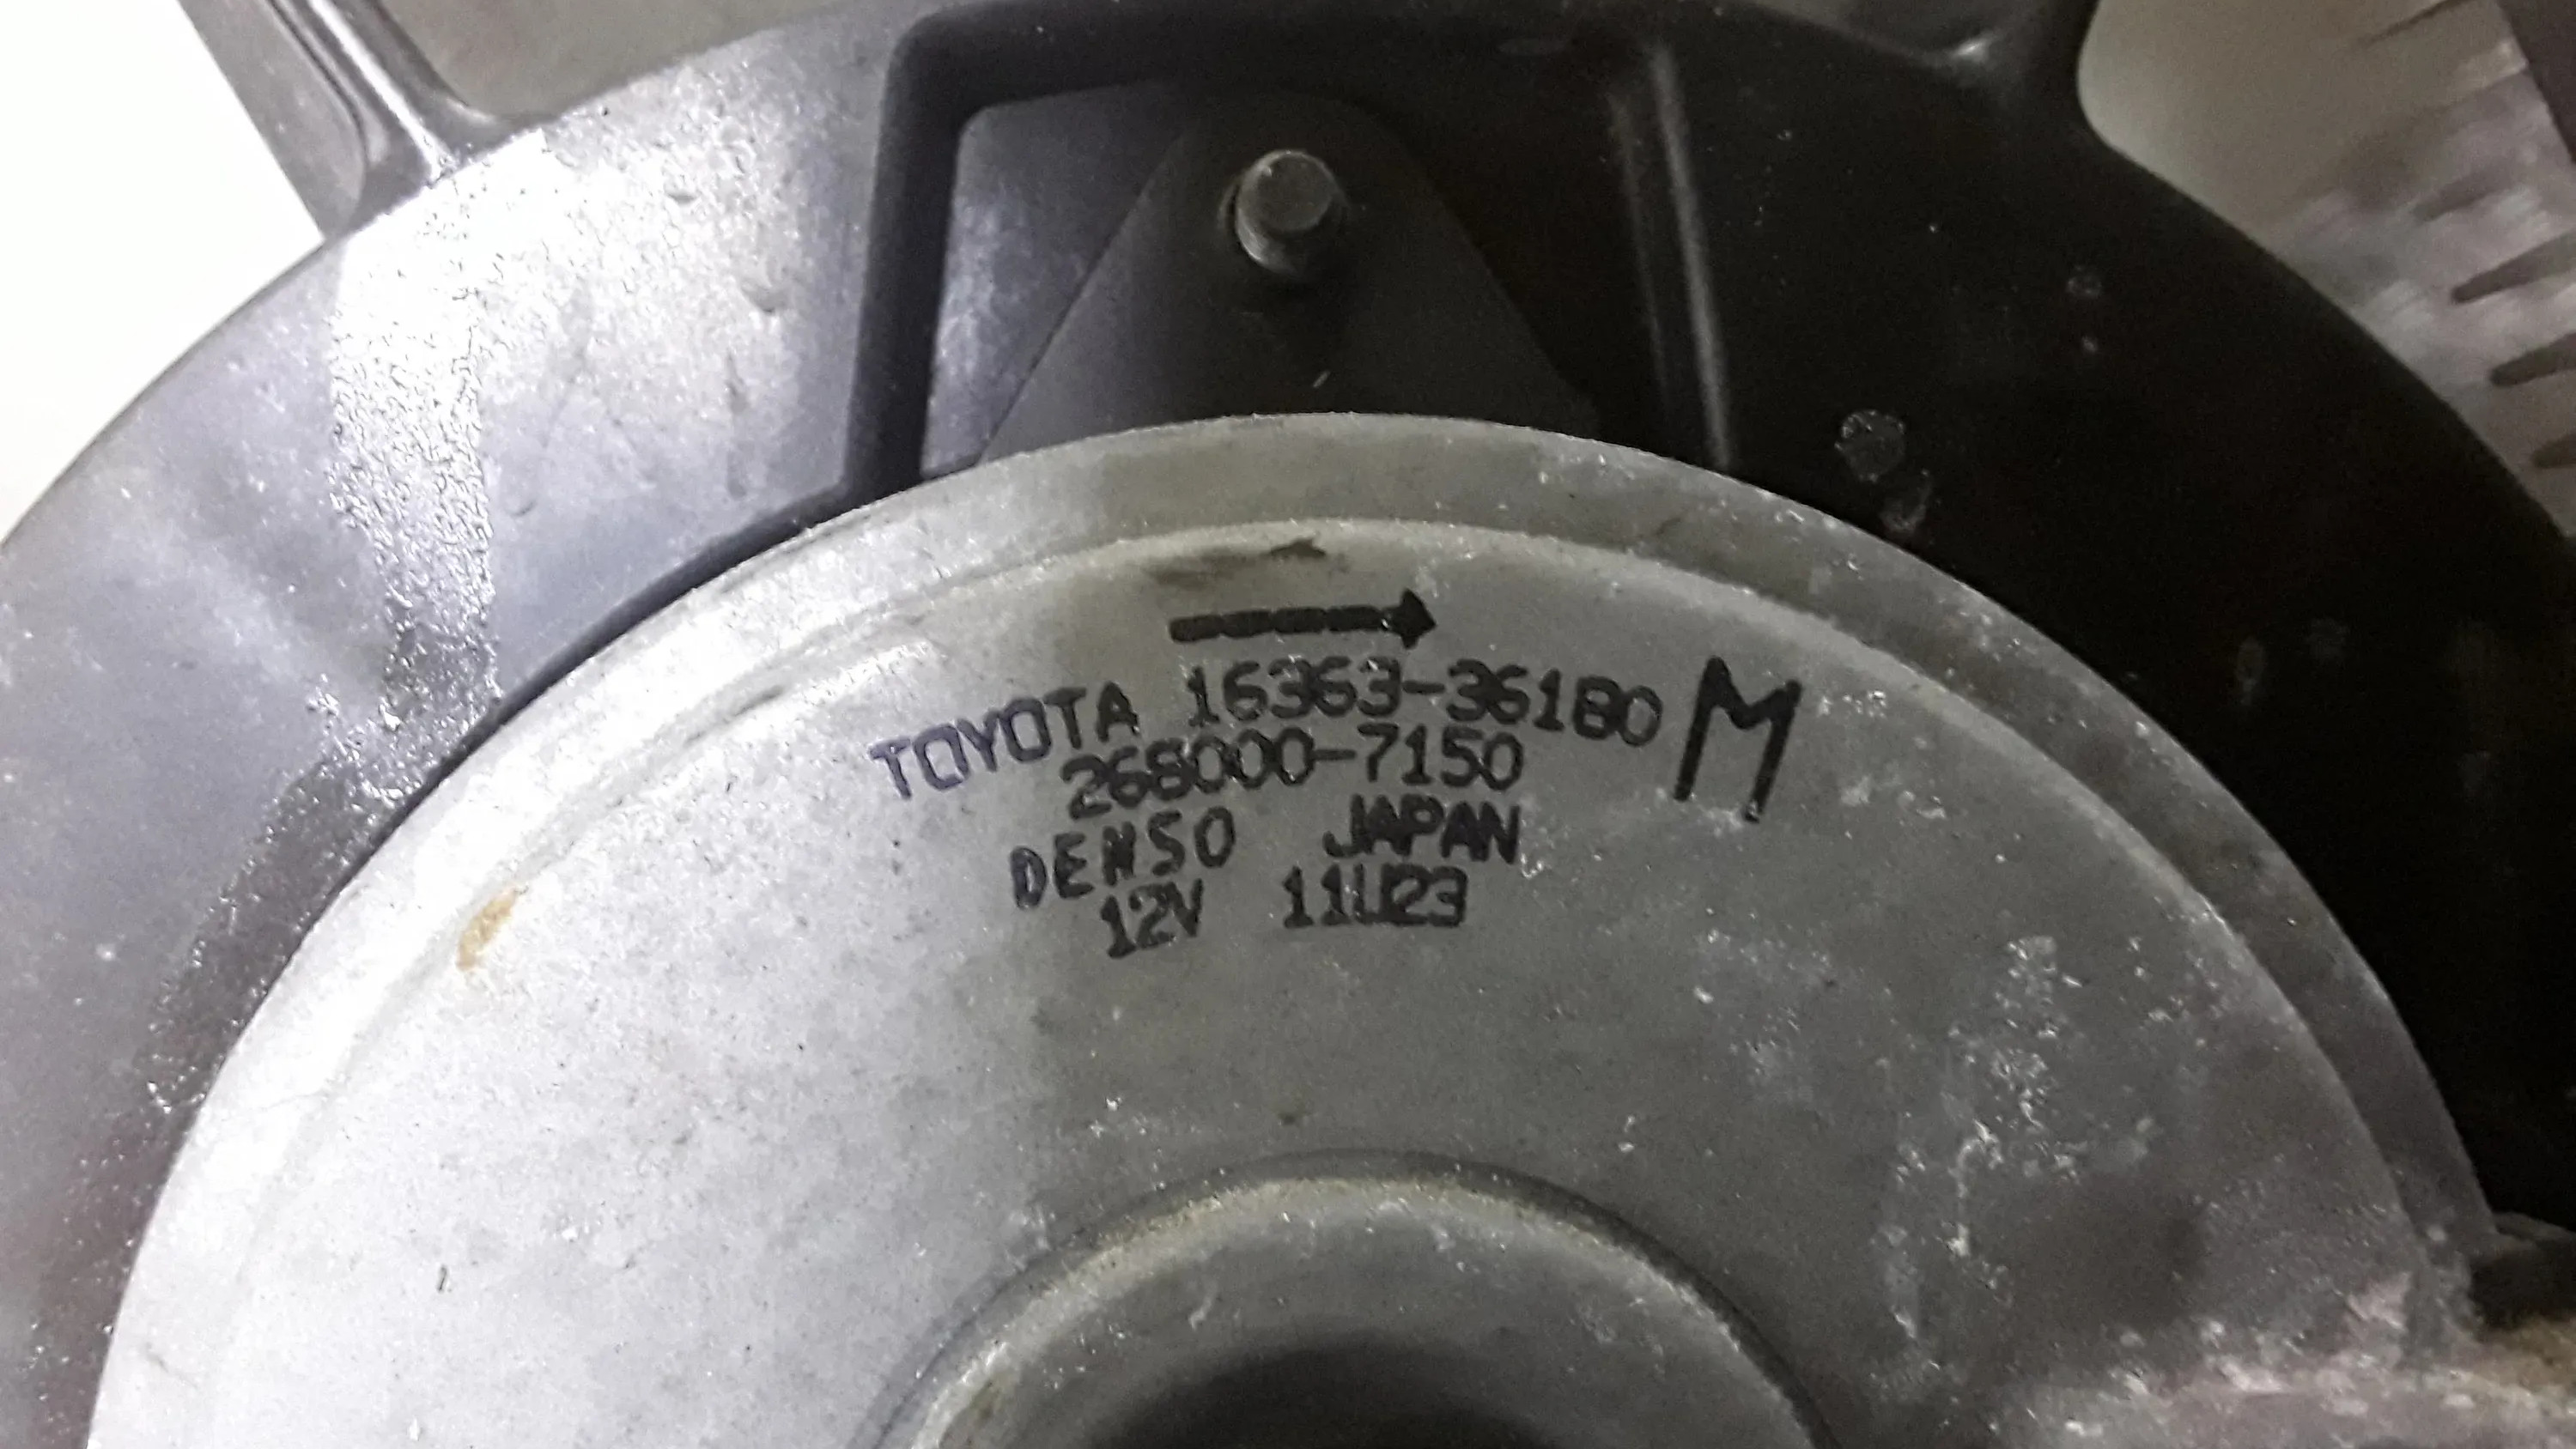 TOYOTA 16363-36180 M
268000-7150
DENSO JAPAN
12V 11U23